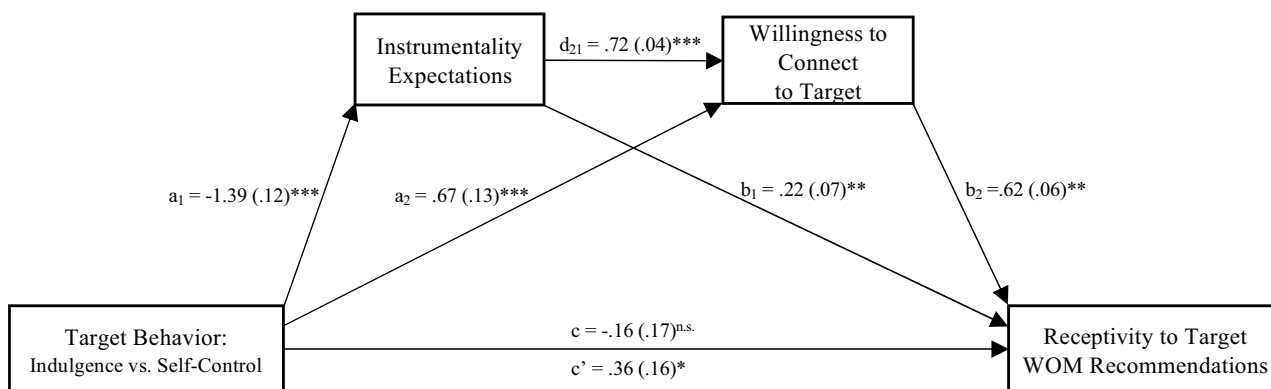 Instrumentality
Expectations
d21 = .72 (.04)***
Willingness to
Connect
to Target
a1 = -1.39 (.12)***
a2 = .67 (.13)***
b1 = .22 (.07)**
b2 =.62 (.06)**
Target Behavior:
Indulgence vs. Self-Control
c = -.16 (.17)n.s.
c’ = .36 (.16)*
Receptivity to Target
WOM Recommendations